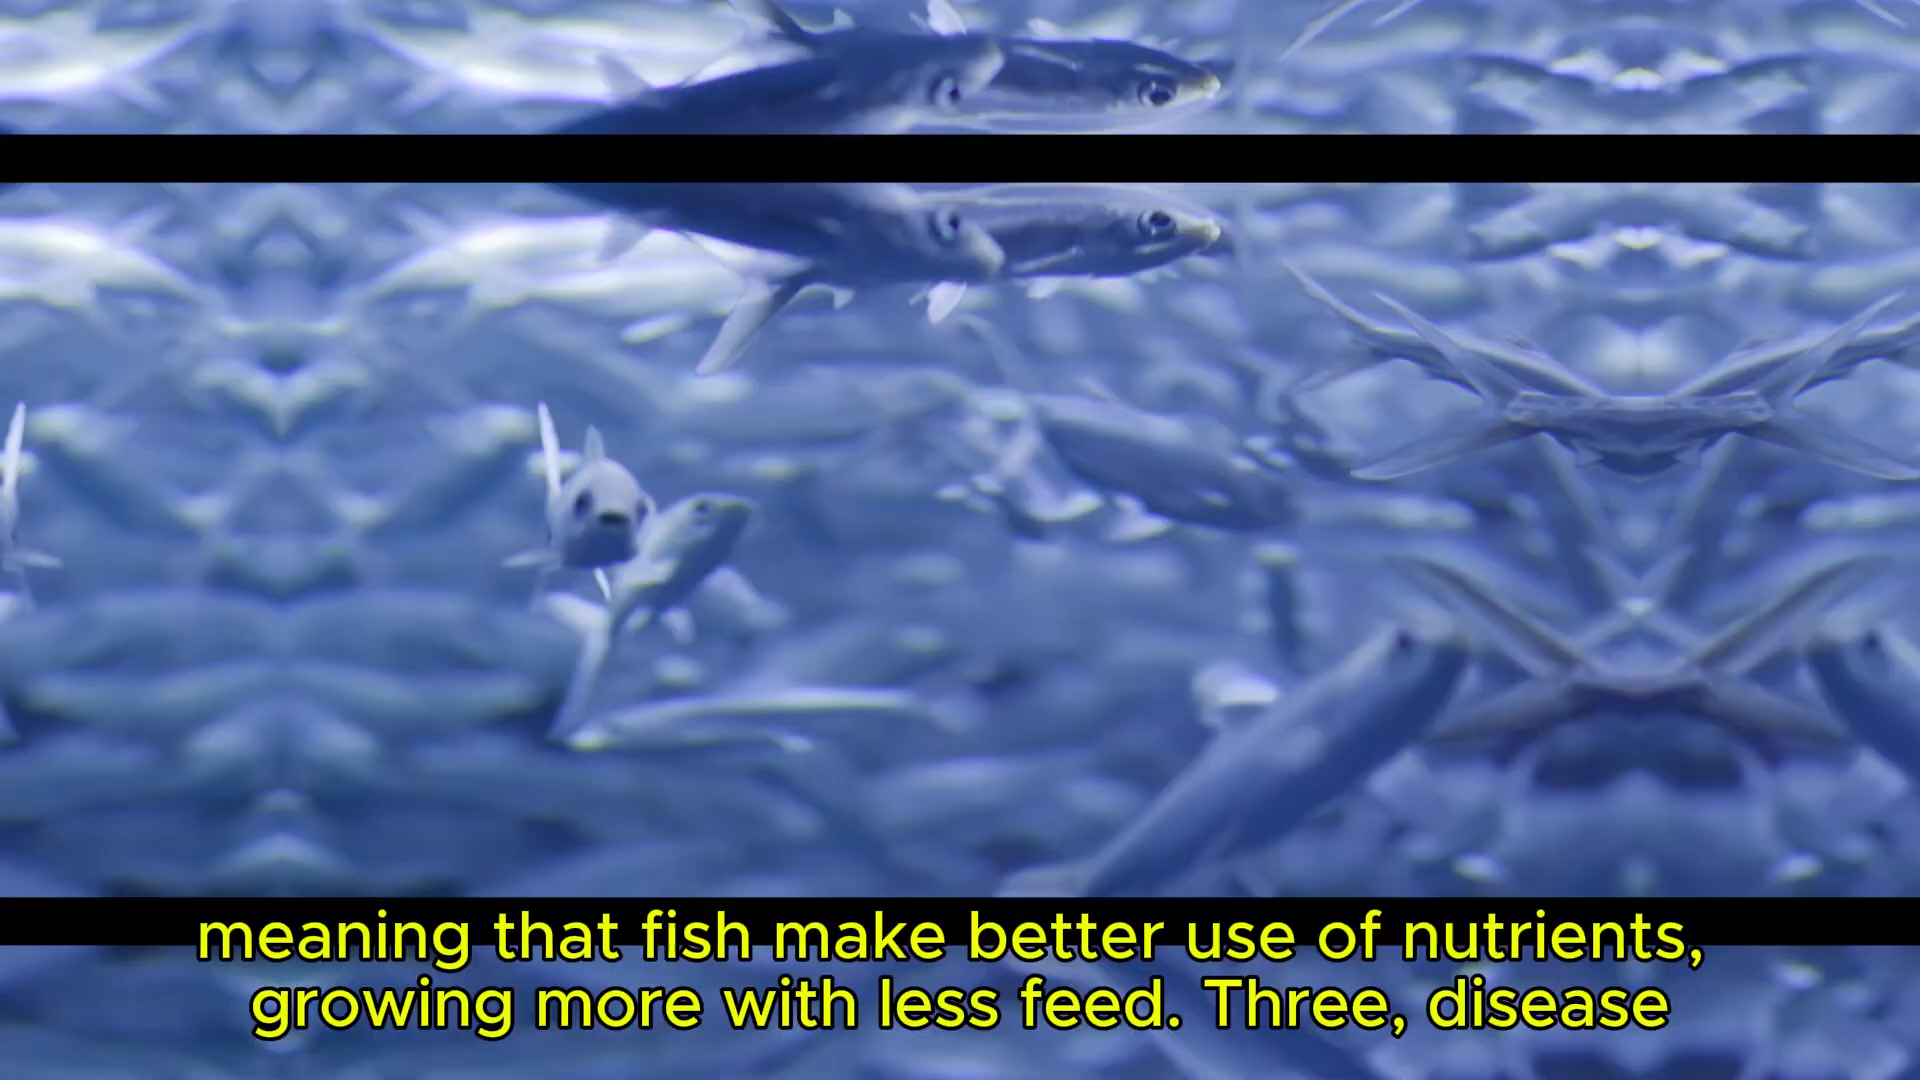 meaning that fish make better use of nutrients,
growing more with less feed. Three, disease